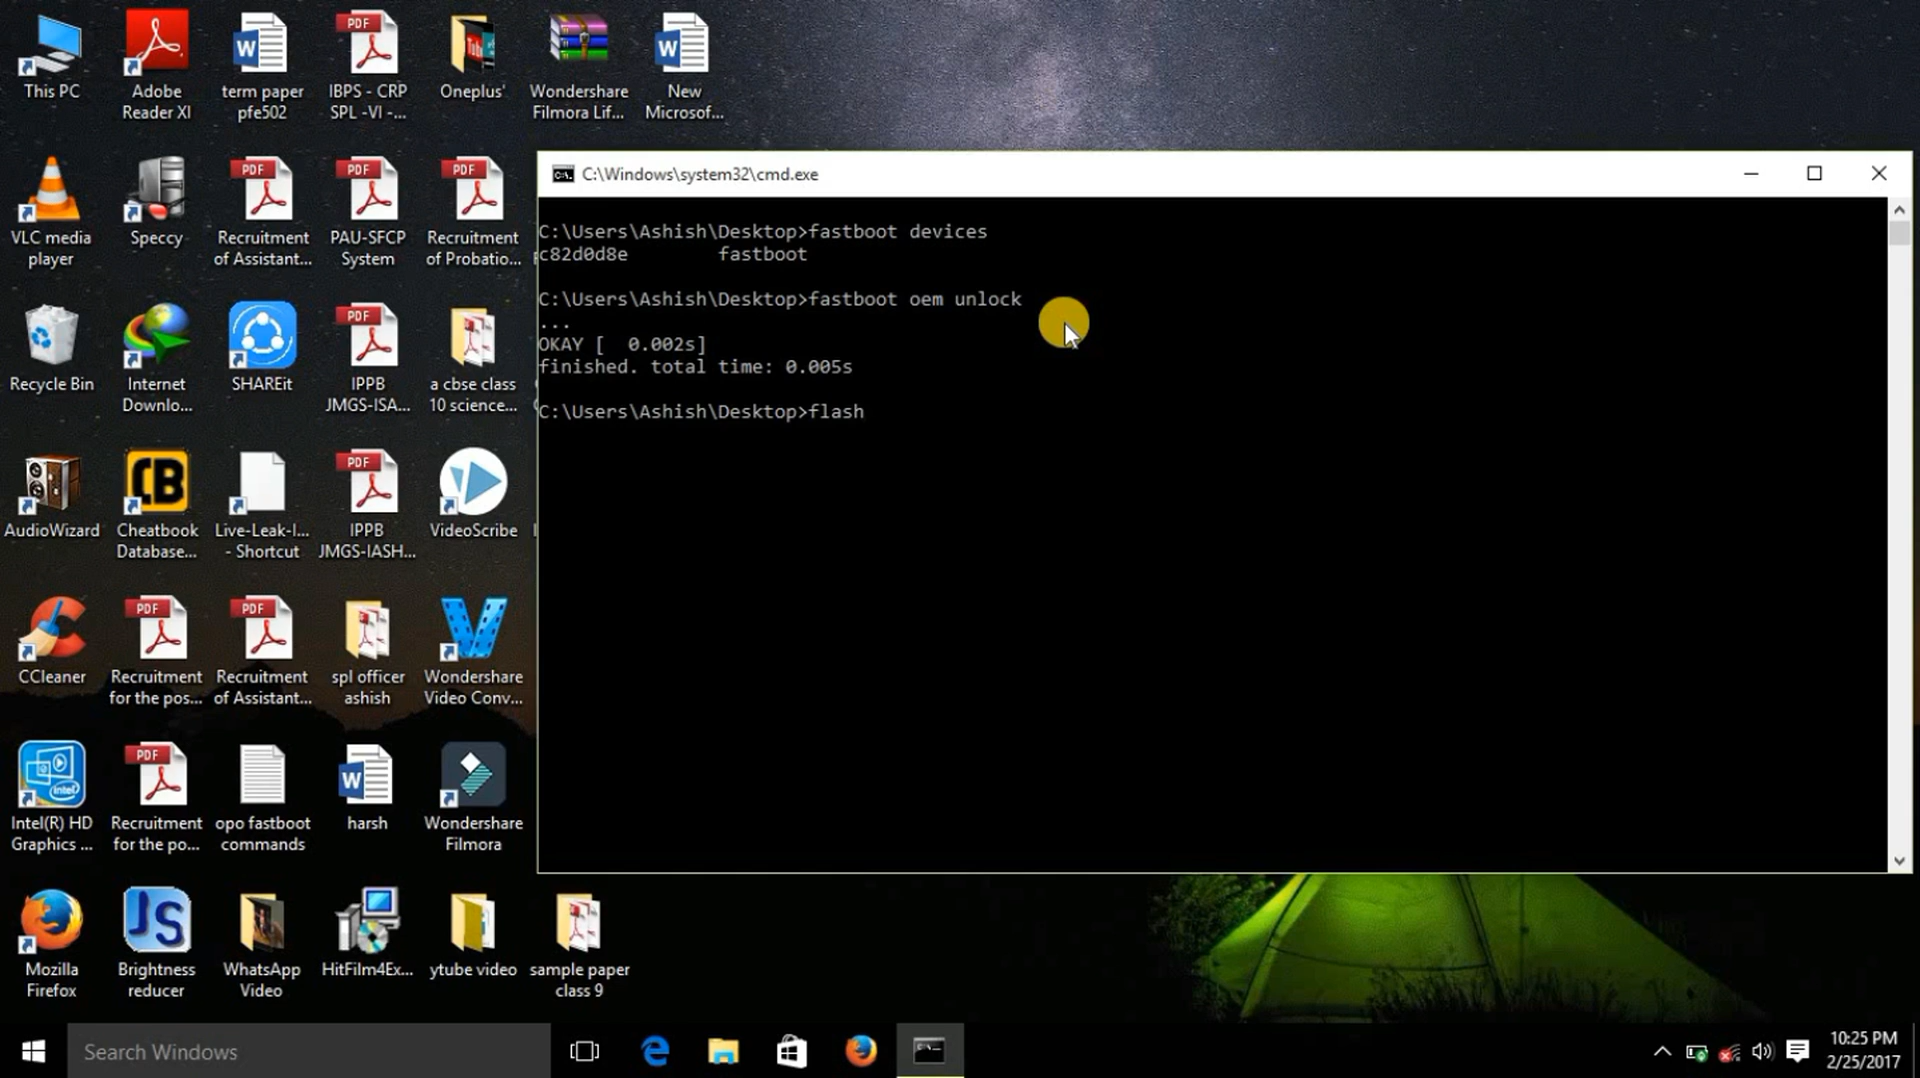 This PC
Adobe
Reader XI
term paper
pfe502
IBPS - CRP
SPL -VI -...
Oneplus'
Wondershare
Filmora Lif...
New
Microsof...
VLC media
player
Speccy
Recruitment
of Assistant...
PAU-SFCP
System
Recruitment
of Probatio...
Recycle Bin
Internet
Downlo...
SHAREit
IPPB
JMGS-ISA...
a cbse class
10 science...
AudioWizard
Cheatbook
Database...
Live-Leak-I...
- Shortcut
IPPB
JMGS-IASH...
VideoScribe
CCleaner
Recruitment
for the pos...
Recruitment
of Assistant...
spl officer
ashish
Wondershare
Video Conv...
Intel(R) HD
Graphics ...
Recruitment
for the po...
opo fastboot
commands
harsh
Wondershare
Filmora
Mozilla
Firefox
Brightness
reducer
WhatsApp
Video
HitFilm4Ex...
ytube video
sample paper
class 9
C:\Windows\system32\cmd.exe
C:\Users\Ashish\Desktop>fastboot devices
c82d0d8e        fastboot
C:\Users\Ashish\Desktop>fastboot oem unlock
...
OKAY [  0.002s]
finished. total time: 0.005s
C:\Users\Ashish\Desktop>flash
Search Windows
10:25 PM
2/25/2017